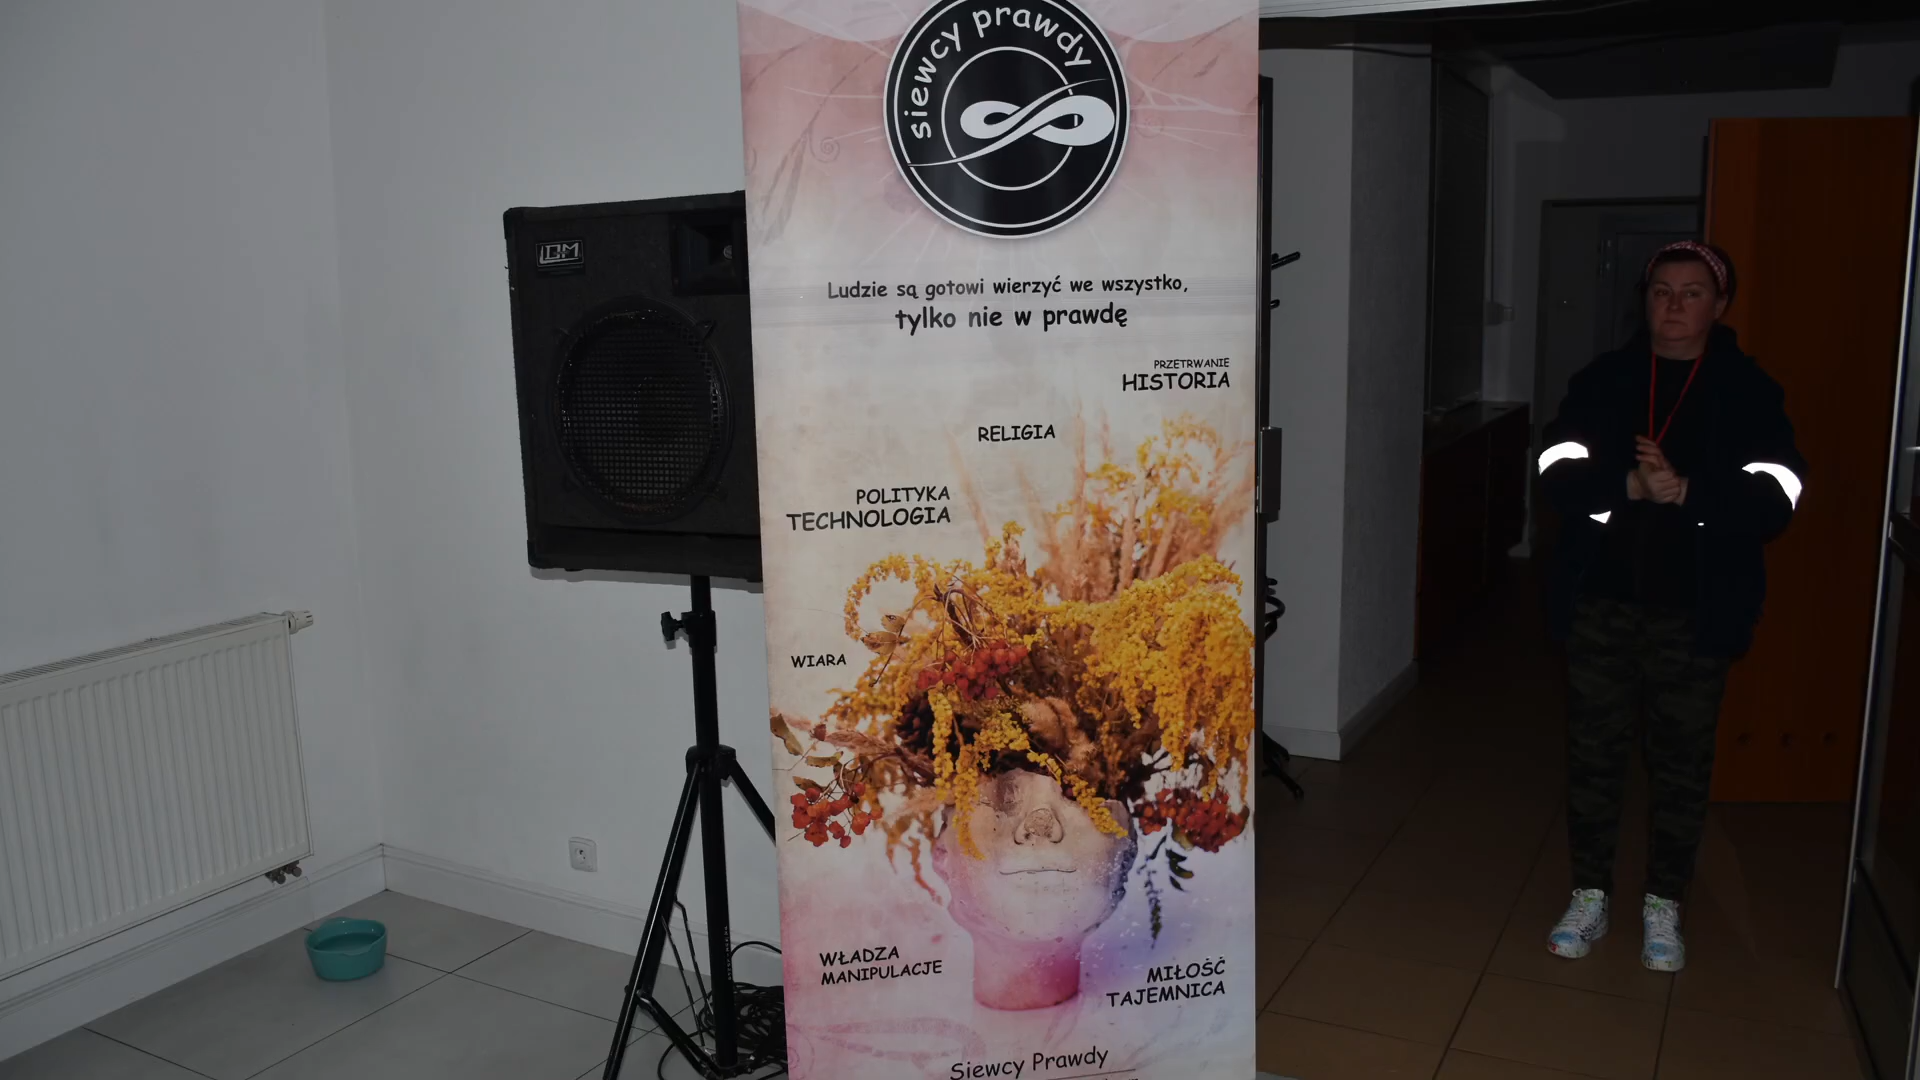 siewcy prawdy
LDM
Ludzie są gotowi wierzyć we wszystko,
tylko nie w prawdę
PRZETRWANIE
HISTORIA
RELIGIA
POLITYKA
TECHNOLOGIA
WIARA
WŁADZA
MANIPULACJE
MIŁOŚĆ
TAJEMNICA
Siewcy Prawdy